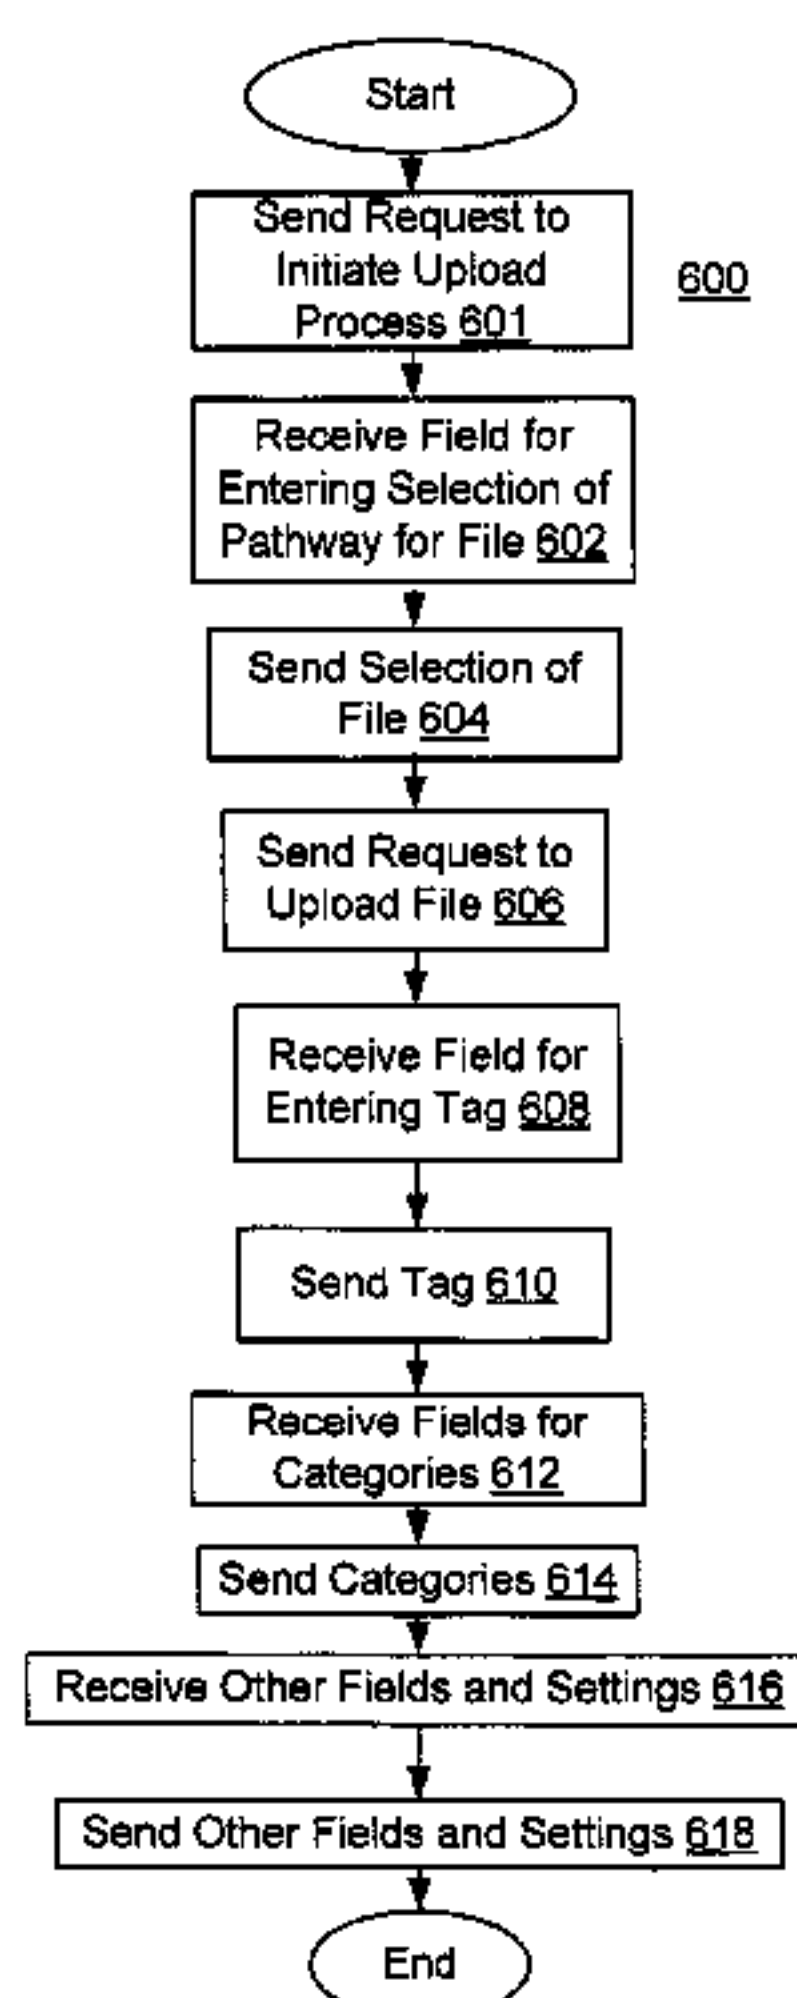 Start
Send Request to
Initiate Upload
Process 601
600
Receive Field for
Entering Selection of
Pathway for File 602
Send Selection of
File 604
Send Request to
Upload File 606
Receive Field for
Entering Tag 608
Send Tag 610
Receive Fields for
Categories 612
Send Categories 614
Receive Other Fields and Settings 616
Send Other Fields and Settings 618
End